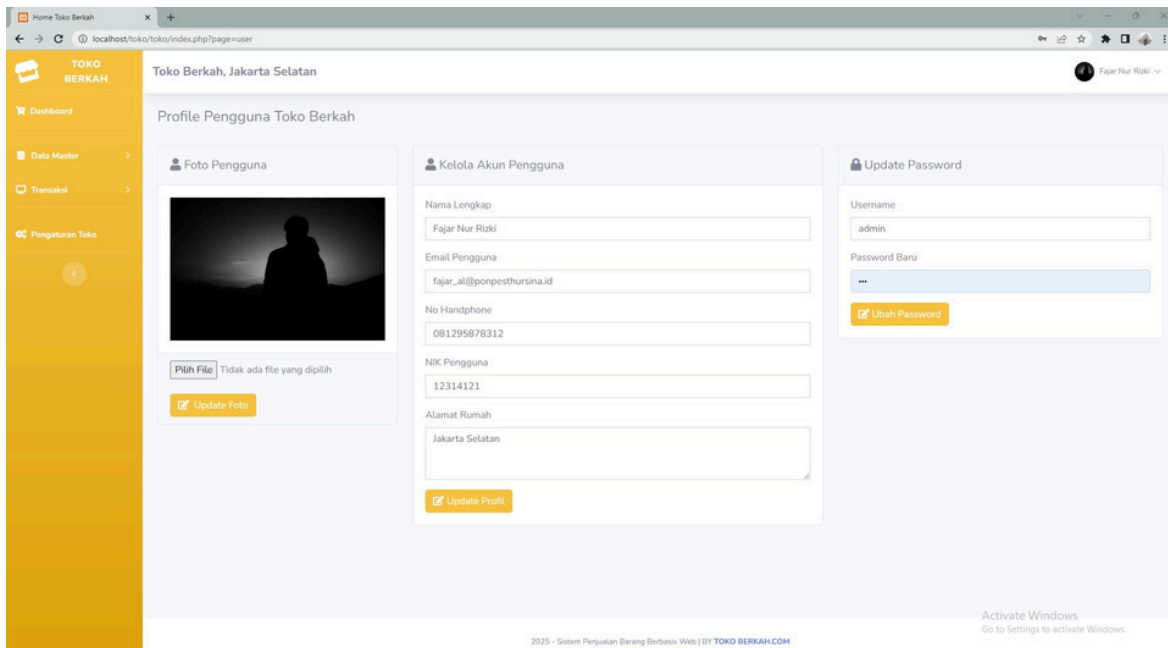 Home Toko Berkah
localhost/toko/toko/index.php?page=user
TOKO
BERKAH
Toko Berkah, Jakarta Selatan
Fajar Nur Rizki
Dashboard
Data Master
Transaksi
Pengaturan Toko
Profile Pengguna Toko Berkah
Foto Pengguna
Pilih File Tidak ada file yang dipilih
Update Foto
Kelola Akun Pengguna
Nama Lengkap
Fajar Nur Rizki
Email Pengguna
fajar_al@ponpesthursina.id
No Handphone
081295878312
NIK Pengguna
12314121
Alamat Rumah
Jakarta Selatan
Update Profil
Update Password
Username
admin
Password Baru
•••
Ubah Password
Activate Windows
Go to Settings to activate Windows.
2025 - Sistem Penjualan Barang Berbasis Web | BY TOKO BERKAH.COM